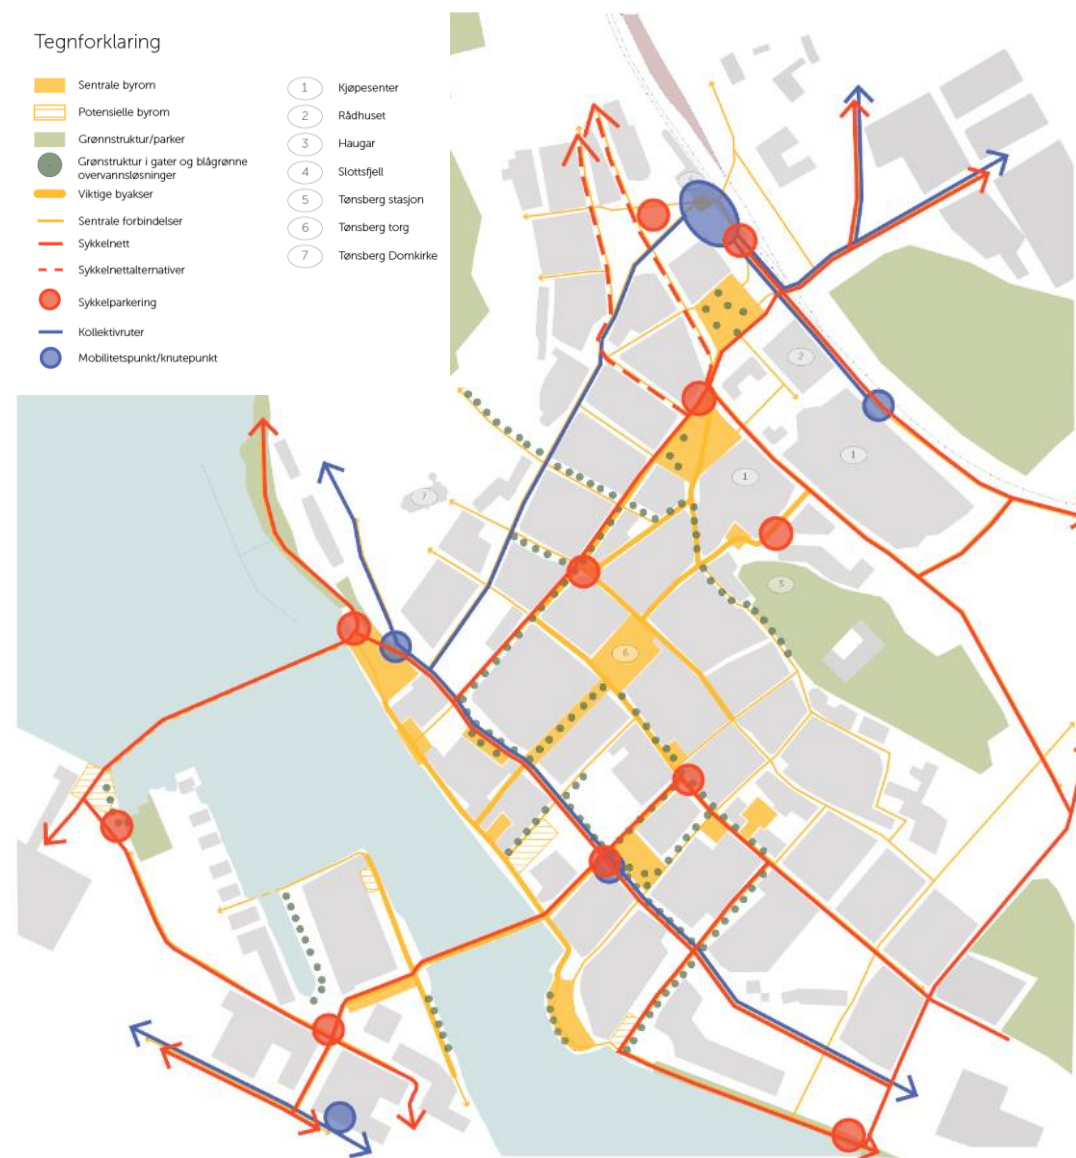 Tegnforklaring
Sentrale byrom
Potensielle byrom
Grønnstruktur/parker
Grønstruktur i gater og blågrønne
overvannsløsninger
Viktige byakser
Sentrale forbindelser
Sykkelnett
Sykkelnettalternativer
Sykkelparkering
Kollektivruter
Mobilitetspunkt/knutepunkt
1 Kjøpesenter
2 Rådhuset
3 Haugar
4 Slottsfjell
5 Tønsberg stasjon
6 Tønsberg torg
7 Tønsberg Domkirke
2
1
1
7
3
6